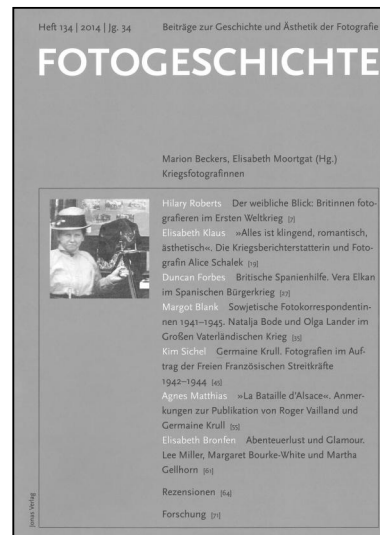 Heft 134 | 2014 | Jg. 34 Beiträge zur Geschichte und Ästhetik der Fotografie
FOTOGESCHICHTE
Marion Beckers, Elisabeth Moortgat (Hg.)
Kriegsfotografinnen
Hilary Roberts Der weibliche Blick: Britinnen foto-
grafieren im Ersten Weltkrieg [7]
Elisabeth Klaus »Alles ist klingend, romantisch,
ästhetisch«. Die Kriegsberichterstatterin und Foto-
grafin Alice Schalek [19]
Duncan Forbes Britische Spanienhilfe. Vera Elkan
im Spanischen Bürgerkrieg [27]
Margot Blank Sowjetische Fotokorrespondentin-
nen 1941–1945. Natalja Bode und Olga Lander im
Großen Vaterländischen Krieg [35]
Kim Sichel Germaine Krull. Fotografien im Auf-
trag der Freien Französischen Streitkräfte
1942–1944 [45]
Agnes Matthias »La Bataille d'Alsace«. Anmer-
kungen zur Publikation von Roger Vailland und
Germaine Krull [55]
Elisabeth Bronfen Abenteuerlust und Glamour.
Lee Miller, Margaret Bourke-White und Martha
Gellhorn [61]
Rezensionen [64]
Forschung [71]
Jonas Verlag